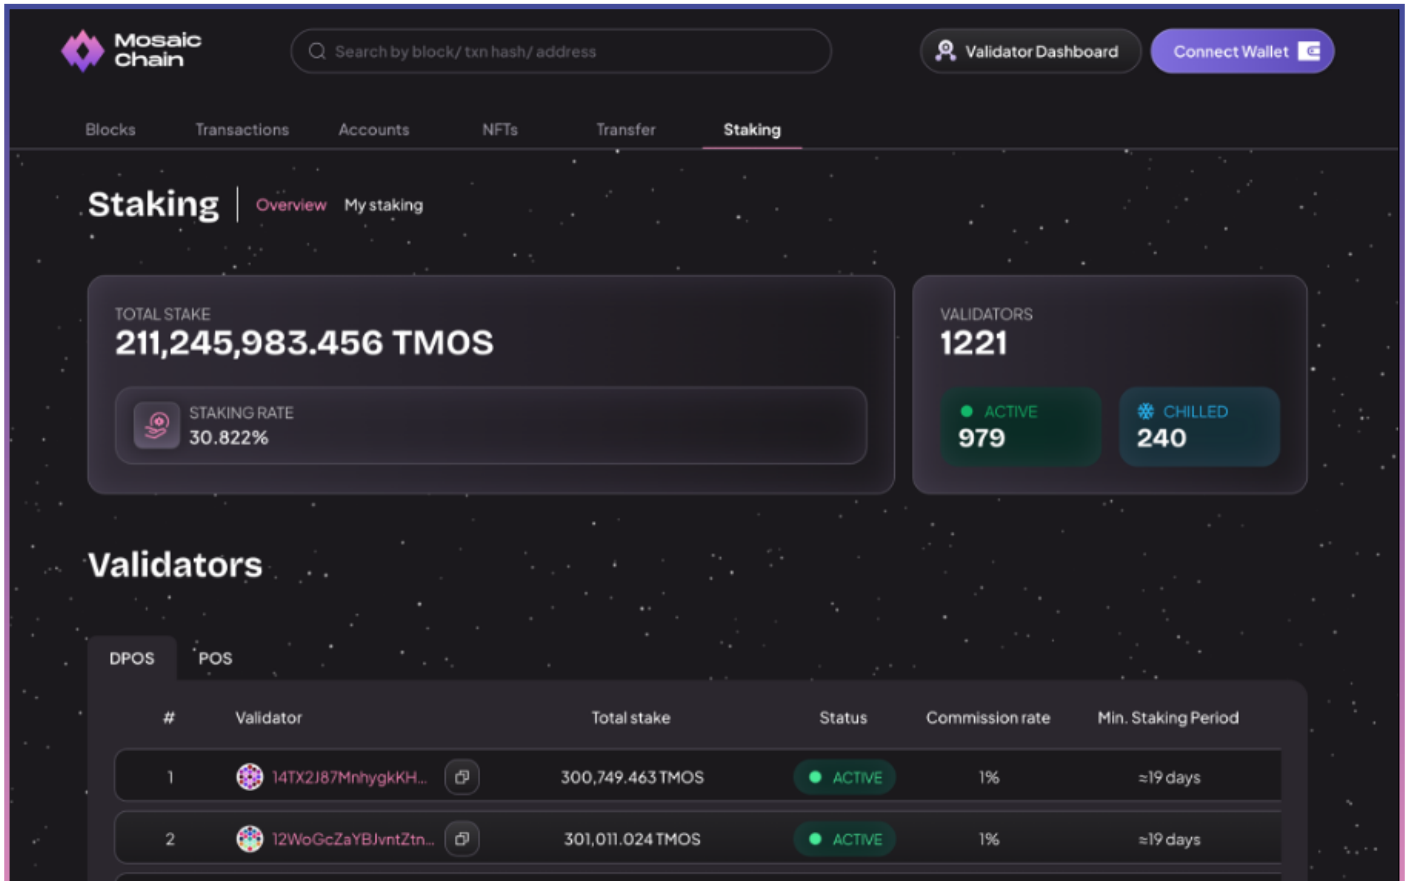 Mosaic
Chain
Search by block/ txn hash/ address
Validator Dashboard
Connect Wallet
Blocks Transactions Accounts NFTs Transfer Staking
Staking Overview My staking
TOTAL STAKE
211,245,983.456 TMOS
STAKING RATE
30.822%
VALIDATORS
1221
ACTIVE
979
CHILLED
240
Validators
DPOS POS
# Validator Total stake Status Commission rate Min. Staking Period
1 14TX2J87MnhygkKH... 300,749.463 TMOS ACTIVE 1% ≈19 days
2 12WoGcZaYBJvntZtn... 301,011.024 TMOS ACTIVE 1% ≈19 days